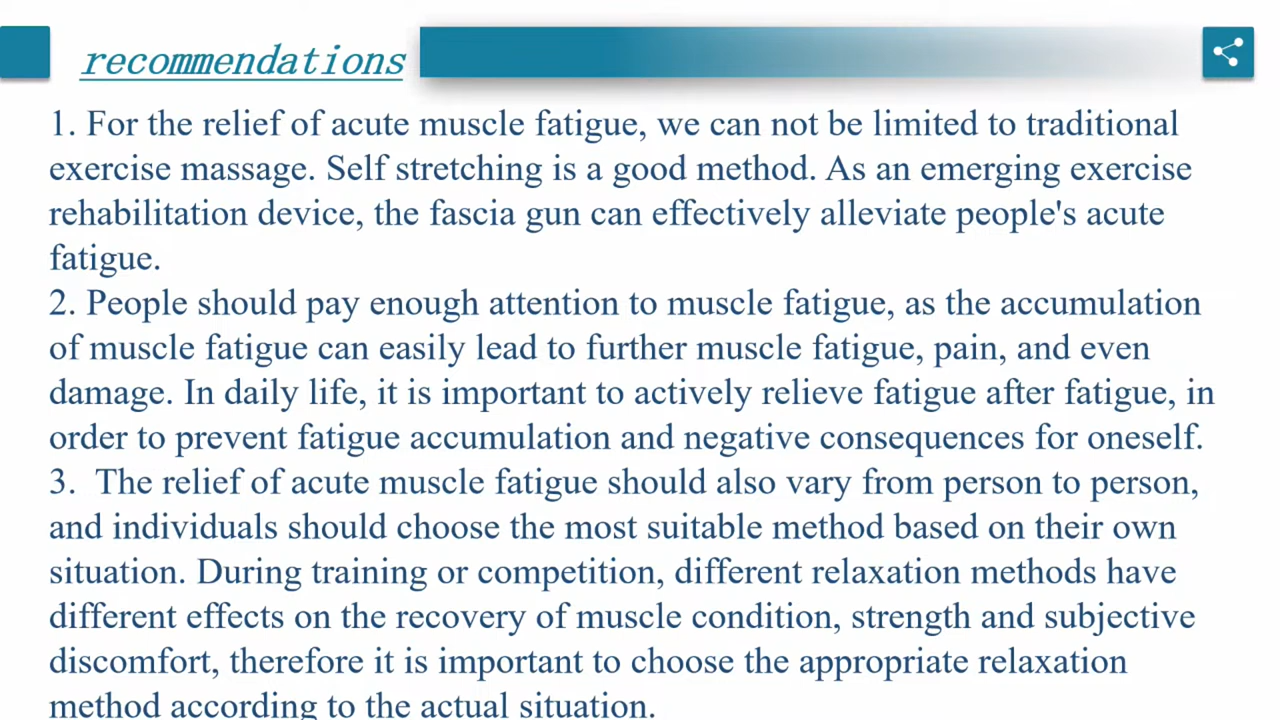 recommendations
1. For the relief of acute muscle fatigue, we can not be limited to traditional
exercise massage. Self stretching is a good method. As an emerging exercise
rehabilitation device, the fascia gun can effectively alleviate people's acute
fatigue.
2. People should pay enough attention to muscle fatigue, as the accumulation
of muscle fatigue can easily lead to further muscle fatigue, pain, and even
damage. In daily life, it is important to actively relieve fatigue after fatigue, in
order to prevent fatigue accumulation and negative consequences for oneself.
3.  The relief of acute muscle fatigue should also vary from person to person,
and individuals should choose the most suitable method based on their own
situation. During training or competition, different relaxation methods have
different effects on the recovery of muscle condition, strength and subjective
discomfort, therefore it is important to choose the appropriate relaxation
method according to the actual situation.